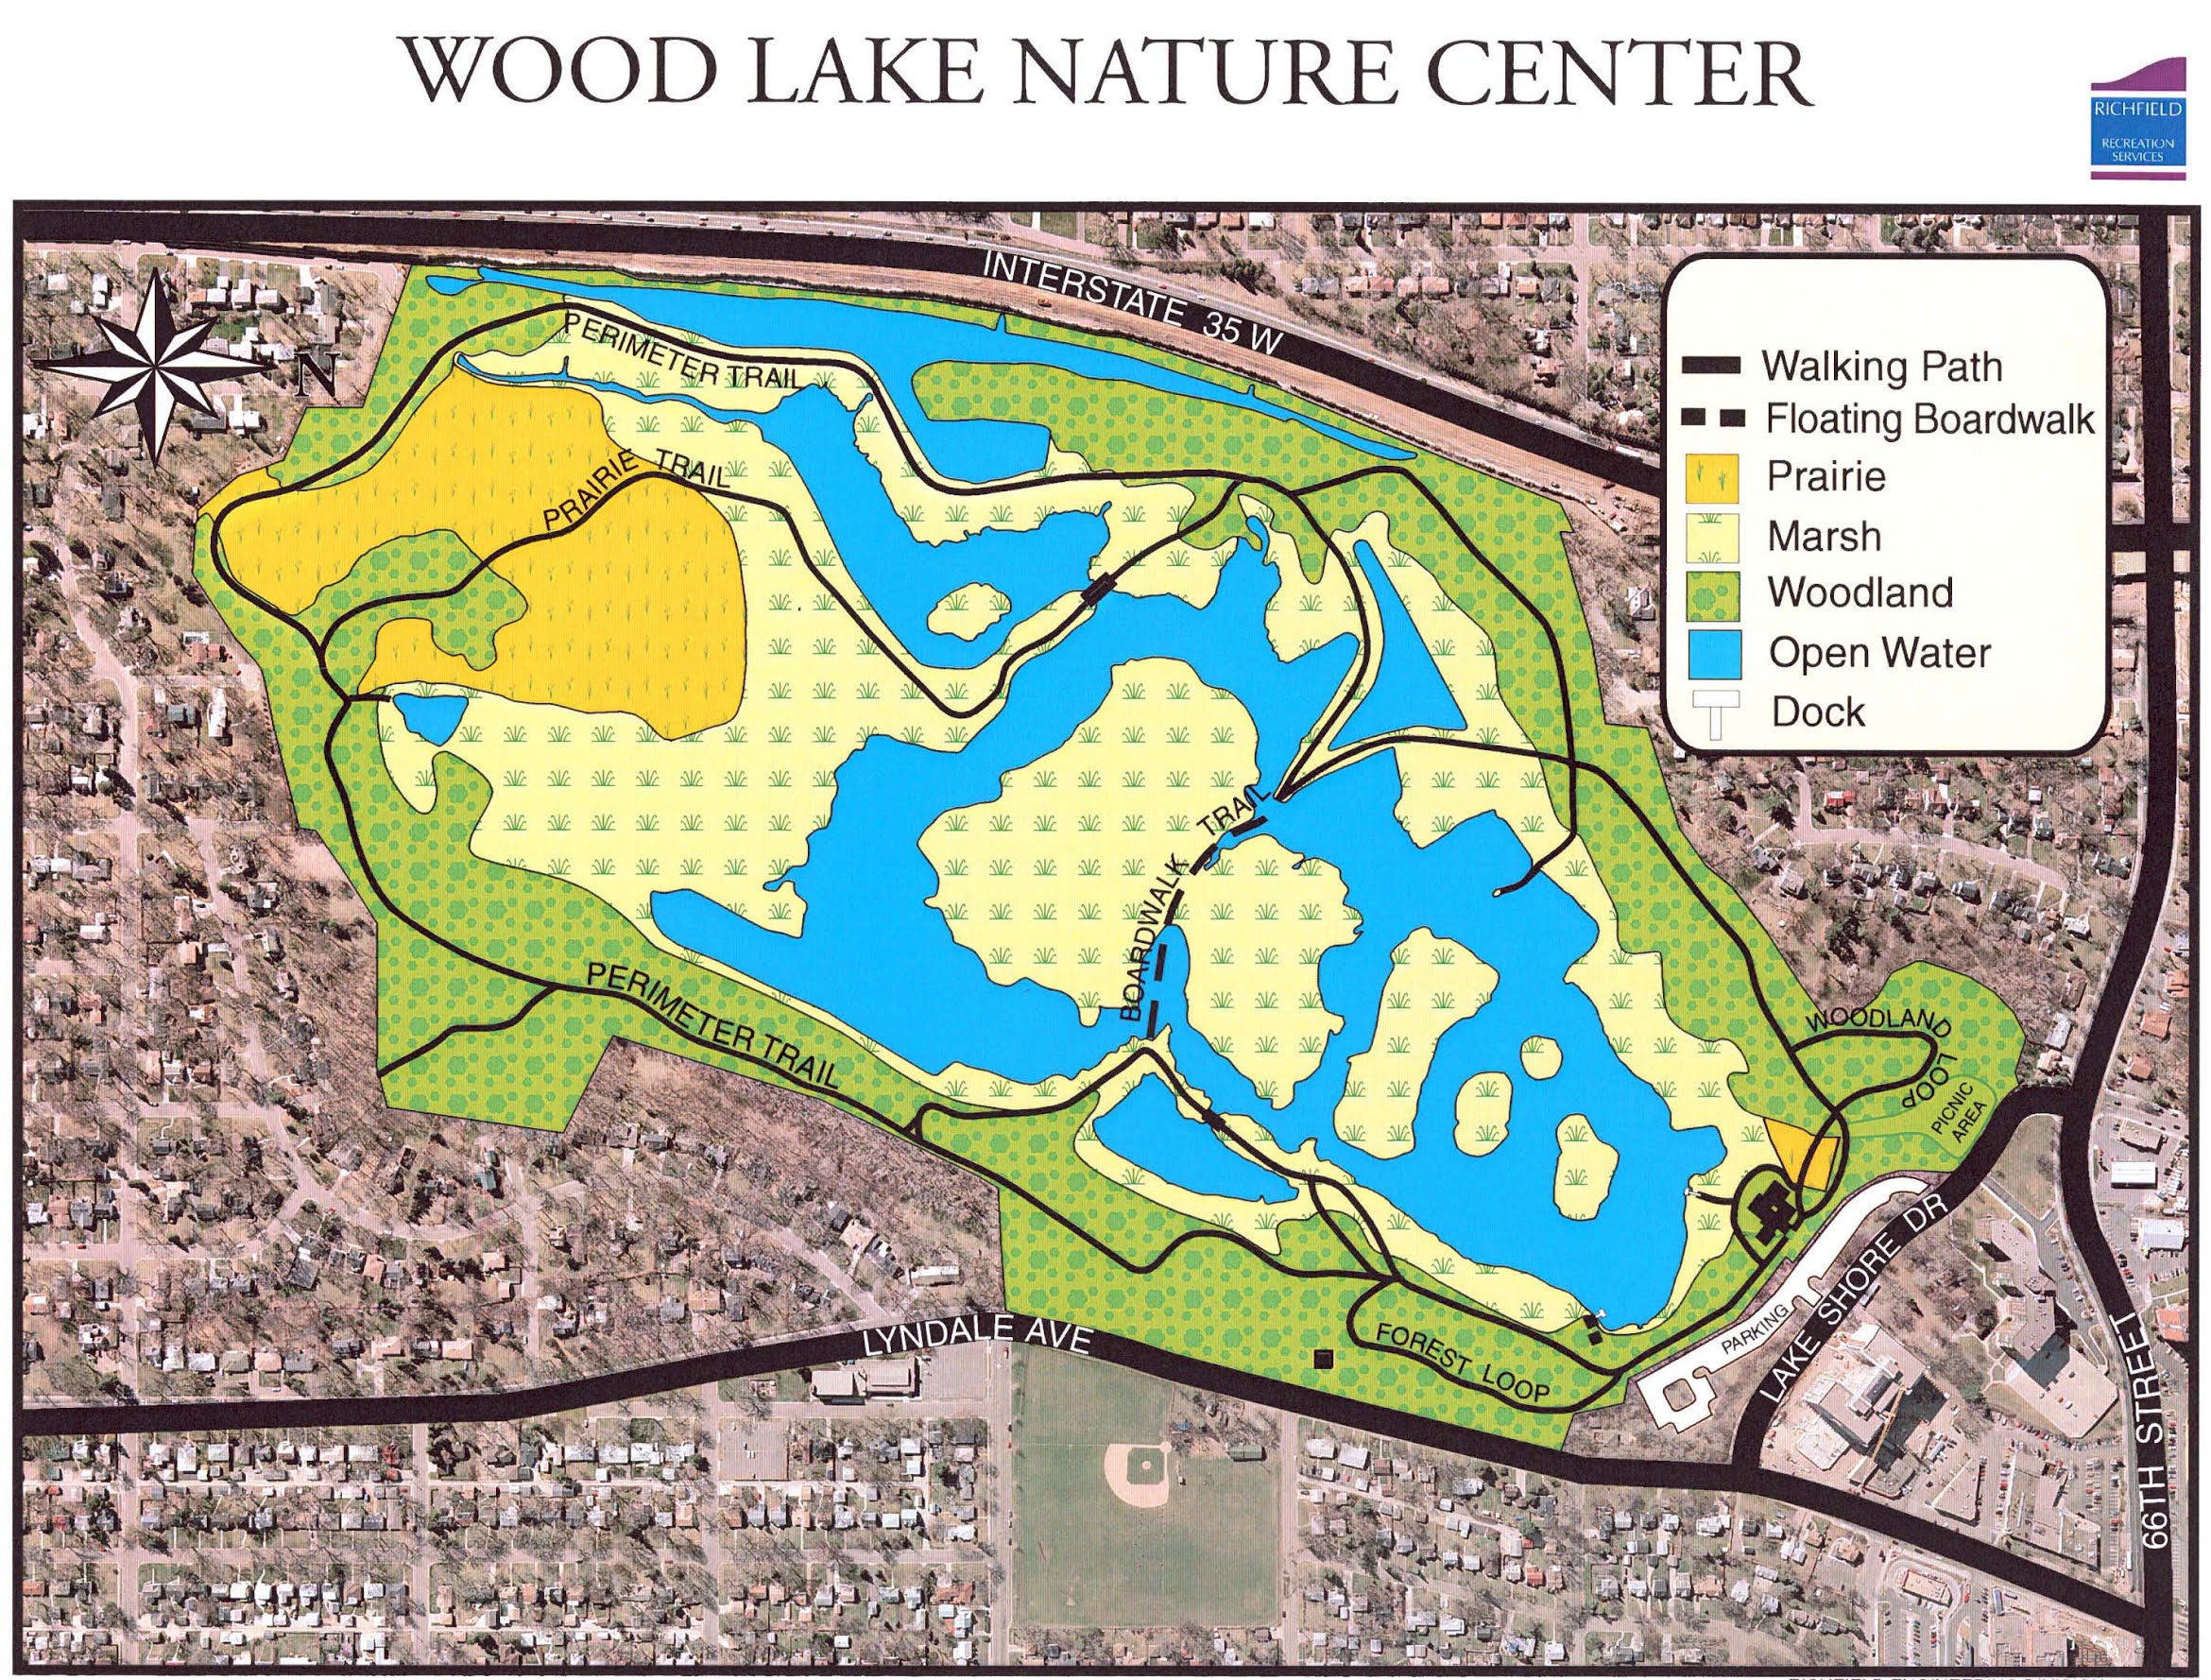 WOOD LAKE NATURE CENTER
RICHFIELD
RECREATION
SERVICES
INTERSTATE 35 W
N
Walking Path
Floating Boardwalk
Prairie
Marsh
Woodland
Open Water
Dock
PERIMETER TRAIL
PRAIRIE TRAIL
BOARDWALK TRAIL
PERIMETER TRAIL
WOODLAND LOOP
PICNIC
AREA
FOREST LOOP
PARKING
LAKE SHORE DR
LYNDALE AVE
66TH STREET